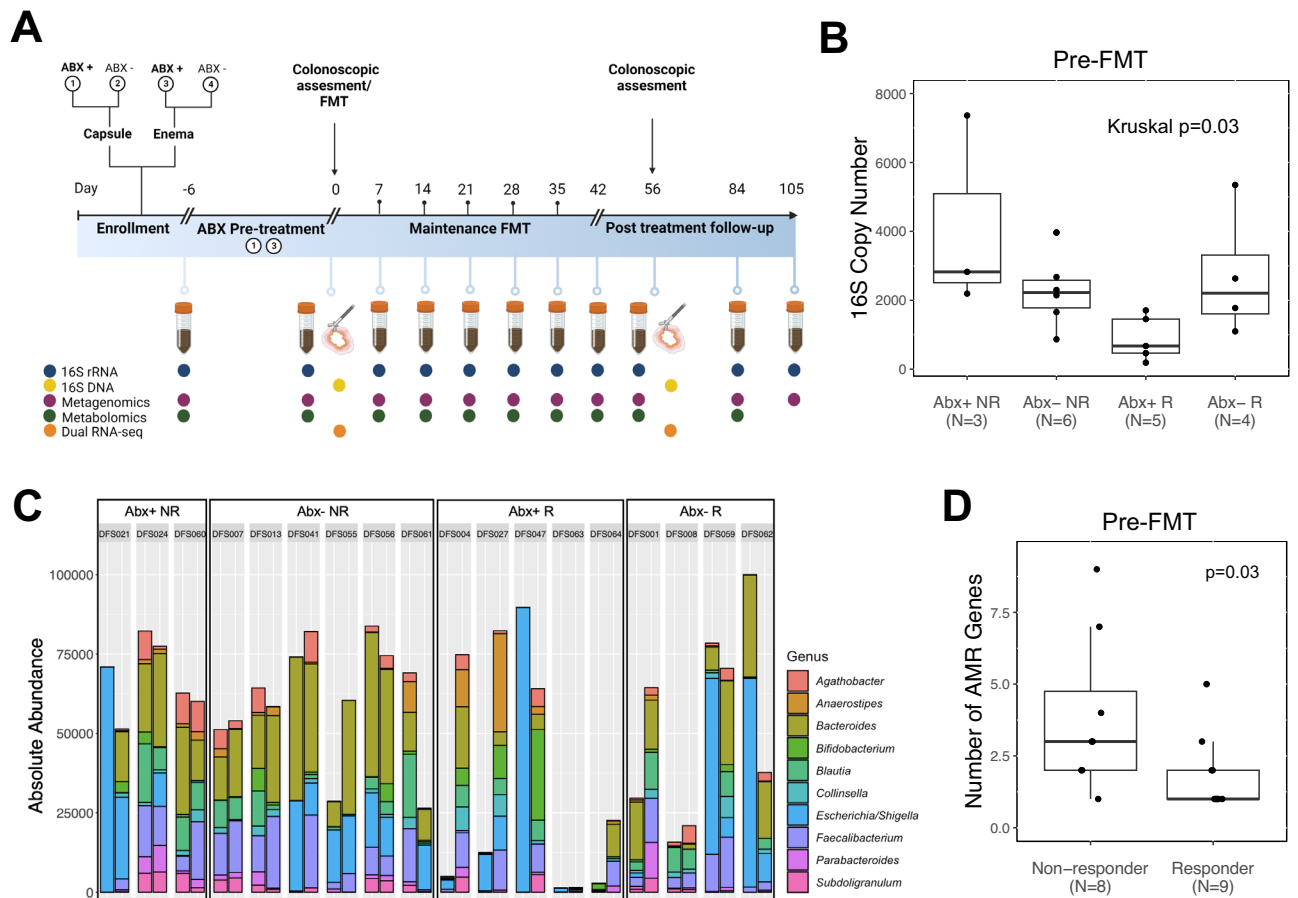 A
ABX + ABX - ABX + ABX -
1 2 3 4
Capsule Enema
Colonoscopic
assesment/
FMT
Colonoscopic
assesment
Day -6 0 7 14 21 28 35 42 56 84 105
Enrollment ABX Pre-treatment Maintenance FMT Post treatment follow-up
1 3
16S rRNA
16S DNA
Metagenomics
Metabolomics
Dual RNA-seq
B
Pre-FMT
Kruskal p=0.03
16S Copy Number
8000
6000
4000
2000
0
Abx+ NR Abx− NR Abx+ R Abx− R
(N=3) (N=6) (N=5) (N=4)
C
Abx+ NR Abx- NR Abx+ R Abx- R
DFS021 DFS024 DFS060 DFS007 DFS013 DFS041 DFS055 DFS056 DFS061 DFS004 DFS027 DFS047 DFS063 DFS064 DFS001 DFS008 DFS059 DFS062
Absolute Abundance
100000
75000
50000
25000
0
Genus
Agathobacter
Anaerostipes
Bacteroides
Bifidobacterium
Blautia
Collinsella
Escherichia/Shigella
Faecalibacterium
Parabacteroides
Subdoligranulum
D
Pre-FMT
p=0.03
Number of AMR Genes
7.5
5.0
2.5
0.0
Non−responder Responder
(N=8) (N=9)